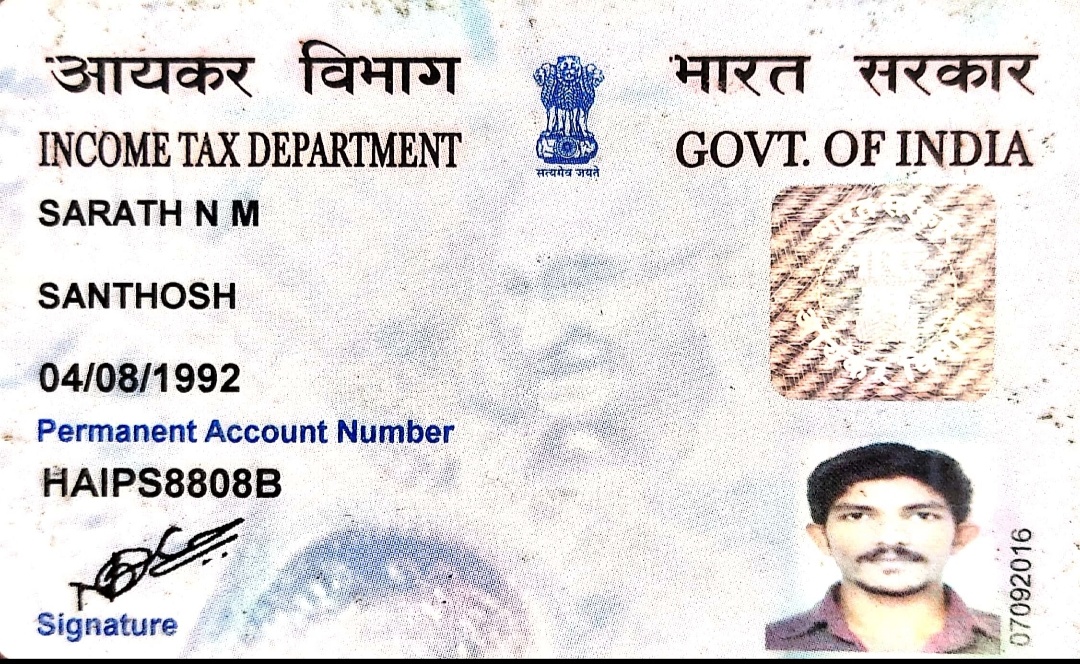 आयकर विभाग
INCOME TAX DEPARTMENT
सत्यमेव जयते
भारत सरकार
GOVT. OF INDIA
SARATH N M
SANTHOSH
04/08/1992
Permanent Account Number
HAIPS8808B
Signature
07092016